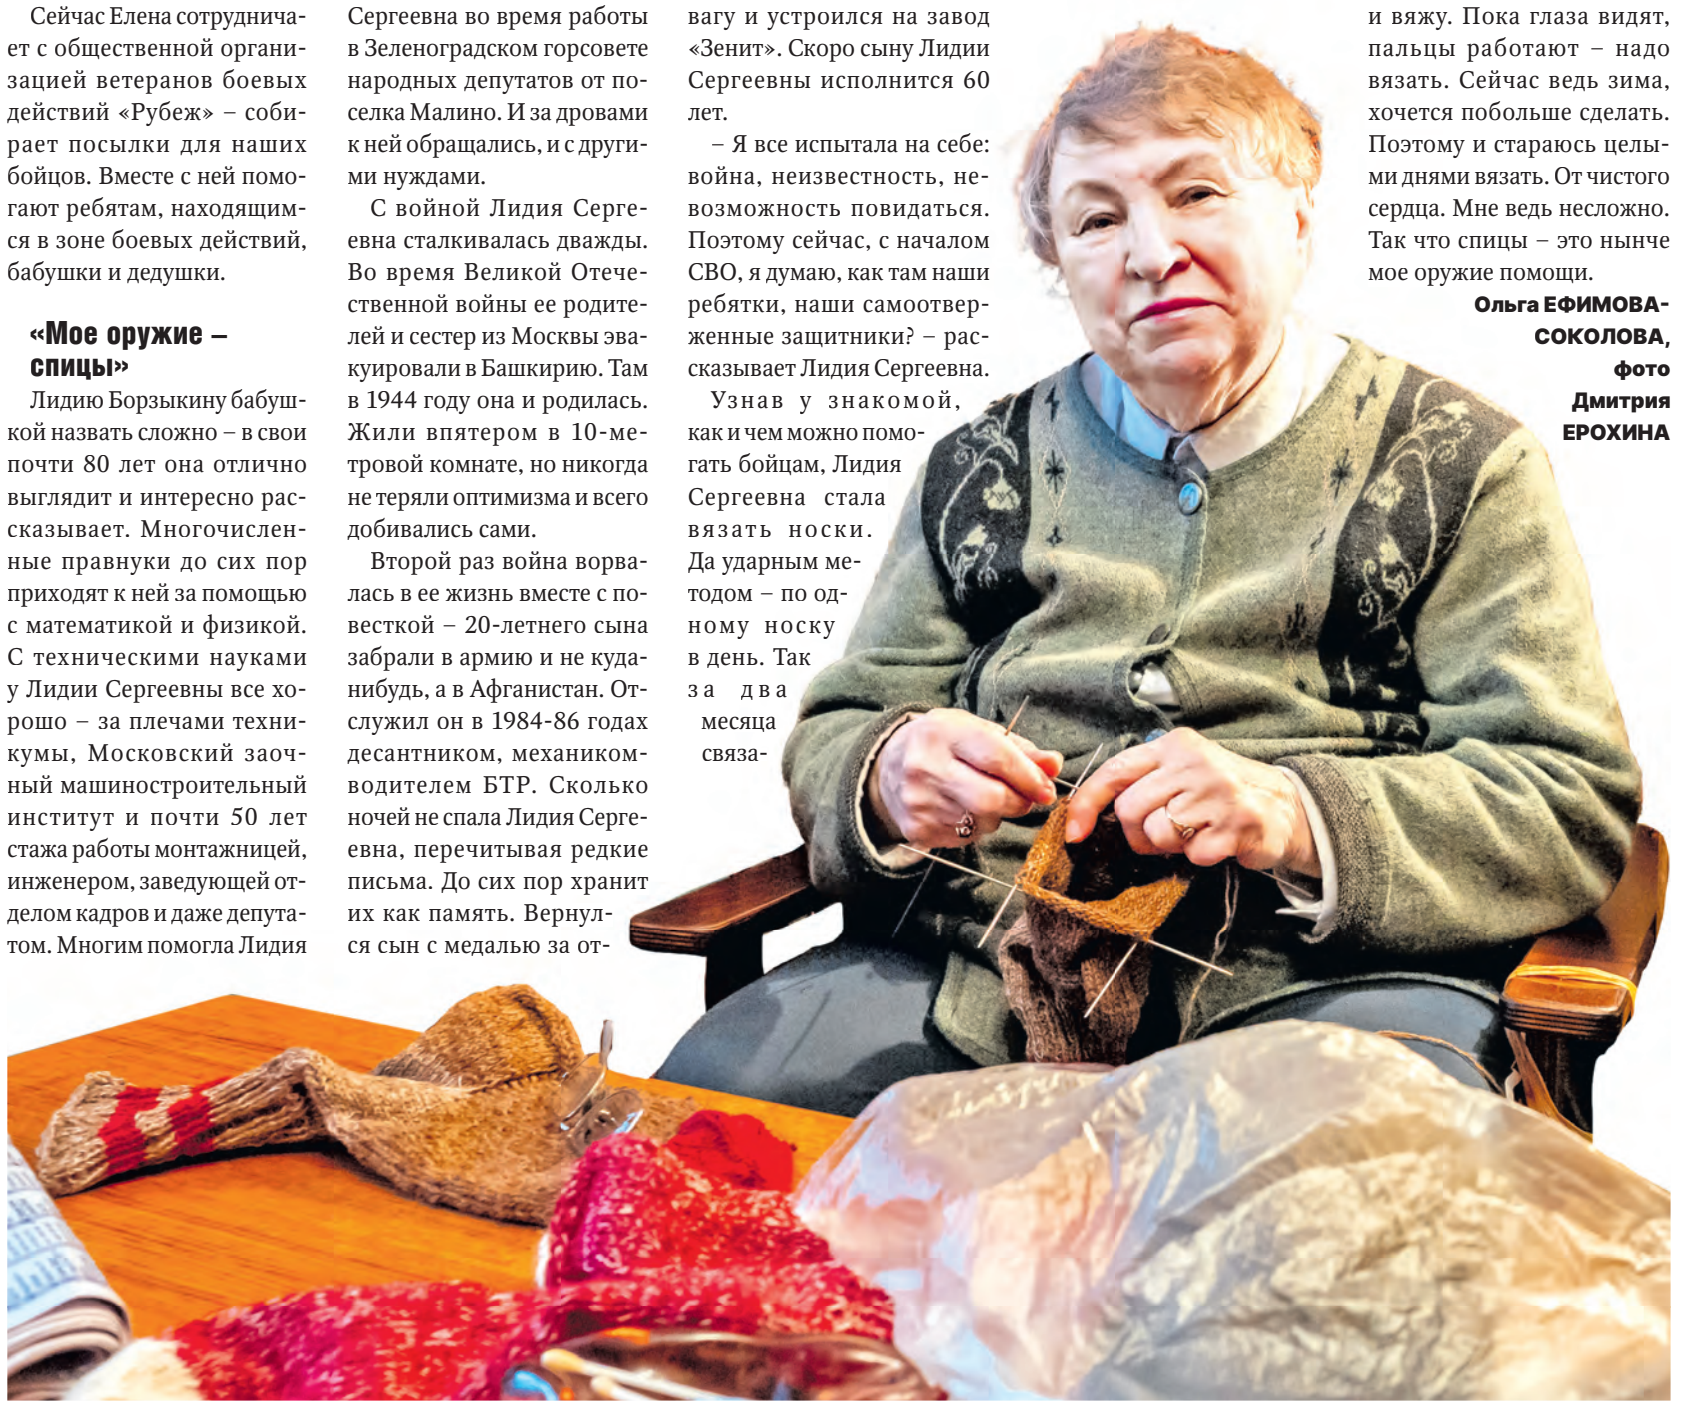 Сейчас Елена сотруднича-
ет с общественной органи-
зацией ветеранов боевых
действий «Рубеж» – соби-
рает посылки для наших
бойцов. Вместе с ней помо-
гают ребятам, находящим-
ся в зоне боевых действий,
бабушки и дедушки.
«Мое оружие –
спицы»
Лидию Борзыкину бабуш-
кой назвать сложно – в свои
почти 80 лет она отлично
выглядит и интересно рас-
сказывает. Многочислен-
ные правнуки до сих пор
приходят к ней за помощью
с математикой и физикой.
С техническими науками
у Лидии Сергеевны все хо-
рошо – за плечами техни-
кумы, Московский заоч-
ный машиностроительный
институт и почти 50 лет
стажа работы монтажницей,
инженером, заведующей от-
делом кадров и даже депута-
том. Многим помогла Лидия
Сергеевна во время работы
в Зеленоградском горсовете
народных депутатов от по-
селка Малино. И за дровами
к ней обращались, и с други-
ми нуждами.
С войной Лидия Серге-
евна сталкивалась дважды.
Во время Великой Отече-
ственной войны ее родите-
лей и сестер из Москвы эва-
куировали в Башкирию. Там
в 1944 году она и родилась.
Жили впятером в 10-ме-
тровой комнате, но никогда
не теряли оптимизма и всего
добивались сами.
Второй раз война ворва-
лась в ее жизнь вместе с по-
весткой – 20-летнего сына
забрали в армию и не куда-
нибудь, а в Афганистан. От-
служил он в 1984-86 годах
десантником, механиком-
водителем БТР. Сколько
ночей не спала Лидия Серге-
евна, перечитывая редкие
письма. До сих пор хранит
их как память. Вернул-
ся сын с медалью за от-
вагу и устроился на завод
«Зенит». Скоро сыну Лидии
Сергеевны исполнится 60
лет.
– Я все испытала на себе:
война, неизвестность, не-
возможность повидаться.
Поэтому сейчас, с началом
СВО, я думаю, как там наши
ребятки, наши самоотвер-
женные защитники? – рас-
сказывает Лидия Сергеевна.
Узнав у знакомой,
как и чем можно помо-
гать бойцам, Лидия
Сергеевна стала
вязать носки.
Да ударным ме-
тодом – по од-
ному носку
в день. Так
за два
месяца
связа-
и вяжу. Пока глаза видят,
пальцы работают – надо
вязать. Сейчас ведь зима,
хочется побольше сделать.
Поэтому и стараюсь целы-
ми днями вязать. От чистого
сердца. Мне ведь несложно.
Так что спицы – это нынче
мое оружие помощи.
Ольга ЕФИМОВА-
СОКОЛОВА,
фото
Дмитрия
ЕРОХИНА